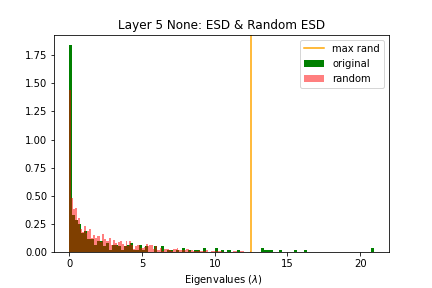 Layer 5 None: ESD & Random ESD
1.75
1.50
1.25
1.00
0.75
0.50
0.25
0.00
max rand
original
random
0 5 10 15 20
Eigenvalues (λ)